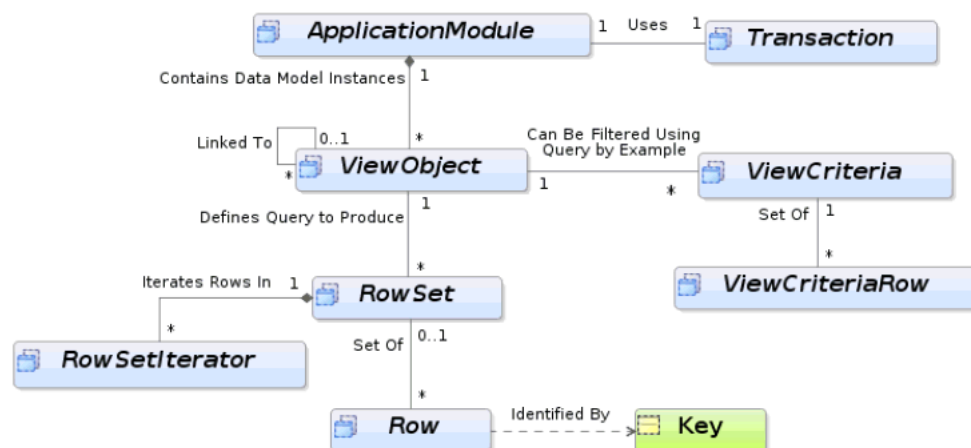 ApplicationModule
1 Uses 1
Transaction
Contains Data Model Instances
1
*
Linked To
0..1
*
ViewObject
Can Be Filtered Using
Query by Example
1
*
ViewCriteria
Defines Query to Produce
1
*
Set Of
1
*
Iterates Rows In
1
*
RowSet
ViewCriteriaRow
RowSetIterator
Set Of
0..1
*
Row
Identified By
Key